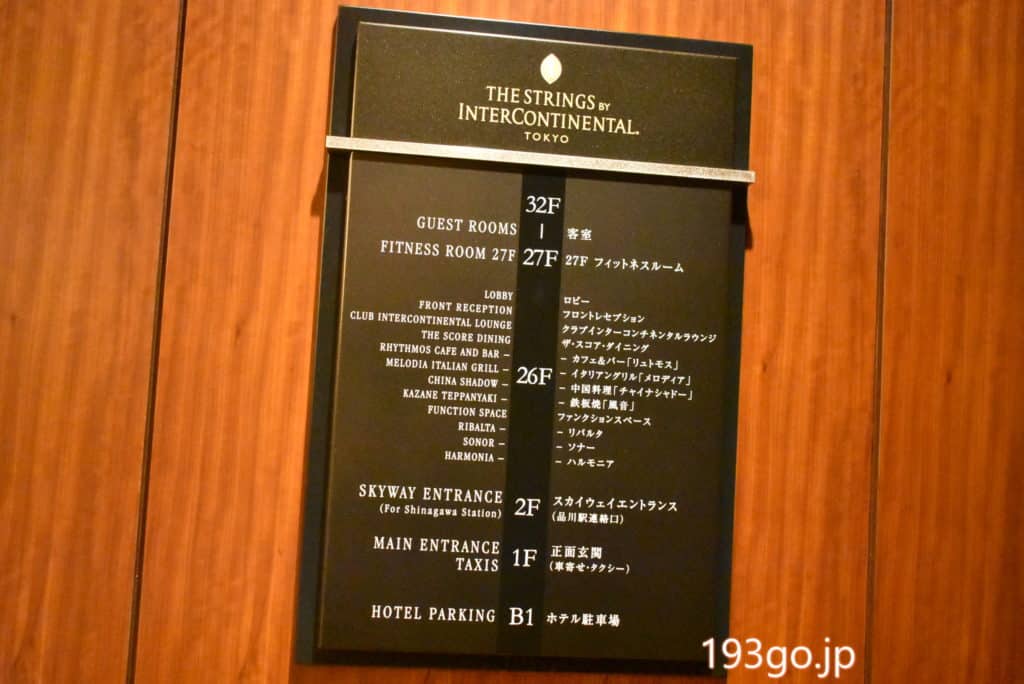 THE STRINGS BY
INTERCONTINENTAL.
TOKYO
32F
GUEST ROOMS | 客室
FITNESS ROOM 27F 27F 27F フィットネスルーム
LOBBY ロビー
FRONT RECEPTION フロントレセプション
CLUB INTERCONTINENTAL LOUNGE クラブインターコンチネンタルラウンジ
THE SCORE DINING ザ・スコア・ダイニング
RHYTHMOS CAFE AND BAR – – カフェ&バー「リュトモス」
MELODIA ITALIAN GRILL – 26F – イタリアングリル「メロディア」
CHINA SHADOW – – 中国料理「チャイナシャドー」
KAZANE TEPPANYAKI – – 鉄板焼「風音」
FUNCTION SPACE ファンクションスペース
RIBALTA – – リバルタ
SONOR – – ソナー
HARMONIA – – ハルモニア
SKYWAY ENTRANCE 2F スカイウェイエントランス
(For Shinagawa Station) (品川駅連絡口)
MAIN ENTRANCE 1F 正面玄関
TAXIS (車寄せ・タクシー)
HOTEL PARKING B1 ホテル駐車場
193go.jp